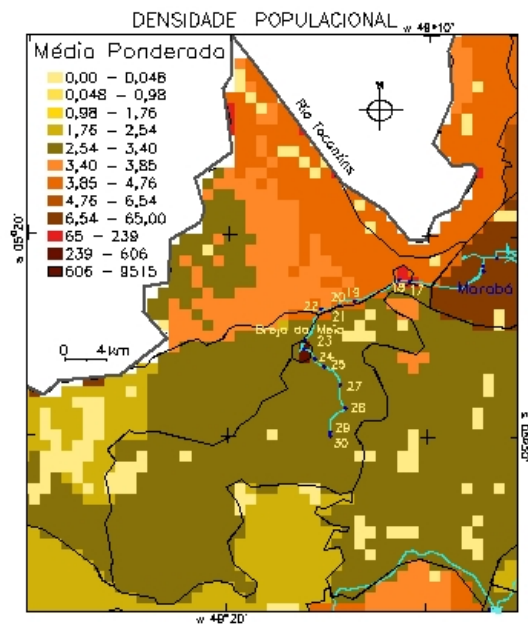 DENSIDADE POPULACIONAL
w 49°10'
Média Ponderada
0,00 – 0,048
0,048 – 0,98
0,98 – 1,76
1,76 – 2,54
2,54 – 3,40
3,40 – 3,85
3,85 – 4,76
4,76 – 6,54
6,54 – 65,00
65 – 239
239 – 606
606 – 9515
N
Rio Tocantins
s 05°20'
0 4 km
22 20 19 18 17
21
Marabá
Brejo do Meio
23
24
25
27
28
29
30
w 49°20'